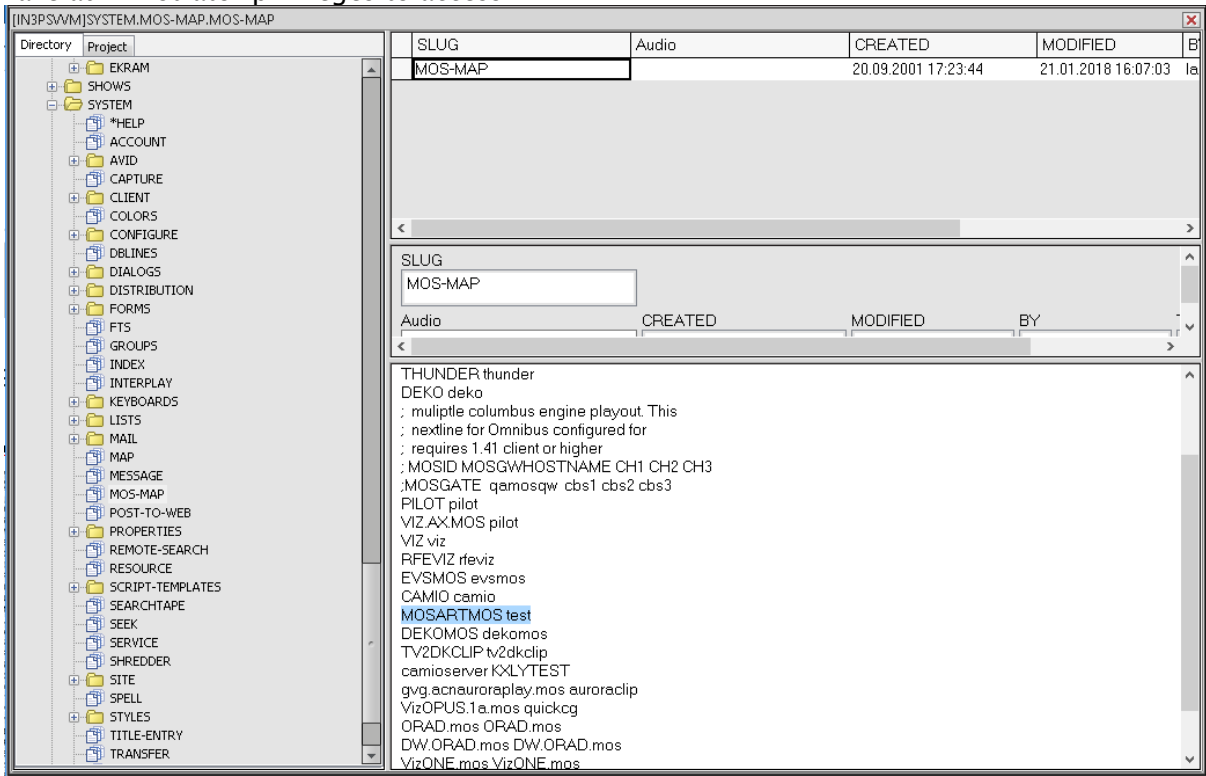 [IN3PSVVM]SYSTEM.MOS-MAP.MOS-MAP
Directory Project
EKRAM
SHOWS
SYSTEM
*HELP
ACCOUNT
AVID
CAPTURE
CLIENT
COLORS
CONFIGURE
DBLINES
DIALOGS
DISTRIBUTION
FORMS
FTS
GROUPS
INDEX
INTERPLAY
KEYBOARDS
LISTS
MAIL
MAP
MESSAGE
MOS-MAP
POST-TO-WEB
PROPERTIES
REMOTE-SEARCH
RESOURCE
SCRIPT-TEMPLATES
SEARCHTAPE
SEEK
SERVICE
SHREDDER
SITE
SPELL
STYLES
TITLE-ENTRY
TRANSFER
SLUG Audio CREATED MODIFIED
MOS-MAP 20.09.2001 17:23:44 21.01.2018 16:07:03
SLUG
MOS-MAP
Audio CREATED MODIFIED BY
THUNDER thunder
DEKO deko
; muliptle columbus engine playout. This
; nextline for Omnibus configured for
; requires 1.41 client or higher
; MOSID MOSGWHOSTNAME CH1 CH2 CH3
;MOSGATE qamosqw cbs1 cbs2 cbs3
PILOT pilot
VIZ.AX.MOS pilot
VIZ viz
RFEVIZ rfeviz
EVSMOS evsmos
CAMIO camio
MOSARTMOS test
DEKOMOS dekomos
TV2DKCLIP tv2dkclip
camioserver KXLYTEST
gvg.acnauroraplay.mos auroraclip
VizOPUS.1a.mos quickcg
ORAD.mos ORAD.mos
DW.ORAD.mos DW.ORAD.mos
VizONE.mos VizONE.mos